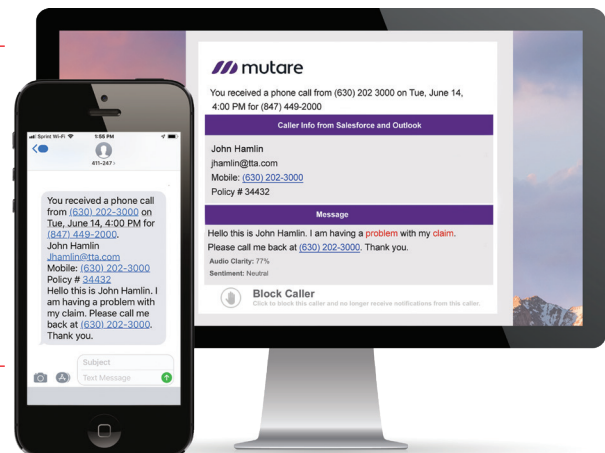 mutare
You received a phone call from (630) 202 3000 on Tue, June 14,
4:00 PM for (847) 449-2000
Caller Info from Salesforce and Outlook
John Hamlin
jhamlin@tta.com
Mobile: (630) 202-3000
Policy # 34432
Message
Hello this is John Hamlin. I am having a problem with my claim.
Please call me back at (630) 202-3000. Thank you.
Audio Clarity: 77%
Sentiment: Neutral
Block Caller
Click to block this caller and no longer receive notifications from this caller.
Sprint Wi-Fi 1:55 PM
411-247
You received a phone call
from (630) 202-3000 on
Tue, June 14, 4:00 PM for
(847) 449-2000.
John Hamlin
Jhamlin@tta.com
Mobile: (630) 202-3000
Policy # 34432
Hello this is John Hamlin. I
am having a problem with
my claim. Please call me
back at (630) 202-3000.
Thank you.
Subject
Text Message